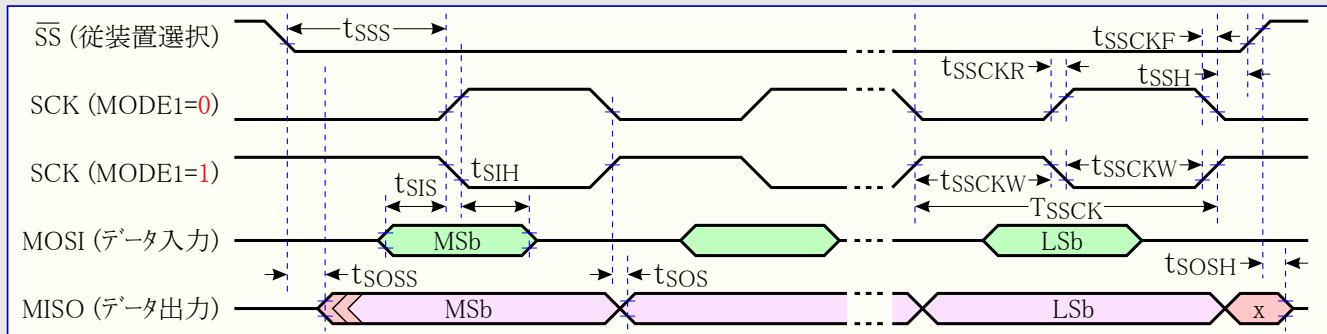 SS (従装置選択)
tSSS
tSSCKF
tSSCKR
tSSH
SCK (MODE1=0)
SCK (MODE1=1)
tSIS
tSIH
tSSCKW
tSSCKW
TSSCK
MOSI (データ入力)
MSb
LSb
tSOSS
tSOS
tSOSH
MISO (データ出力)
MSb
LSb
x